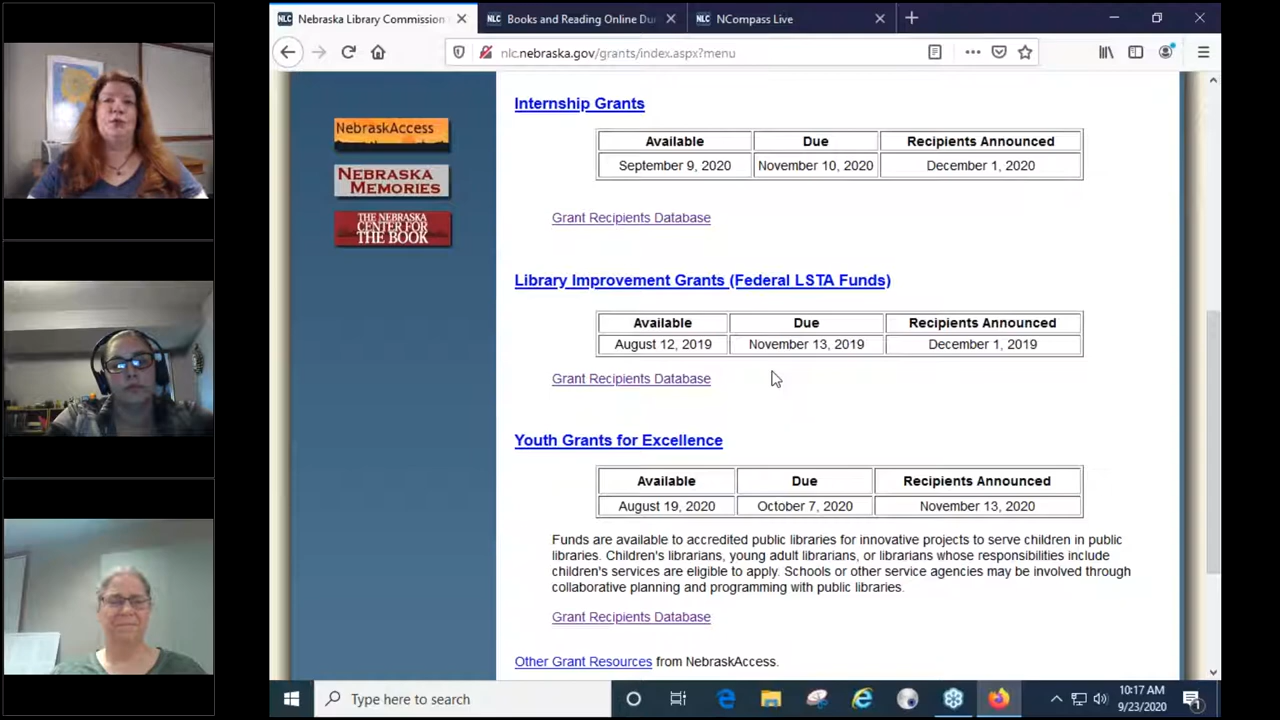 Nebraska Library Commission
Books and Reading Online Du
NCompass Live
nlc.nebraska.gov/grants/index.aspx?menu
NebraskAccess
NEBRASKA
MEMORIES
THE NEBRASKA
CENTER FOR
THE BOOK
Internship Grants
Available Due Recipients Announced
September 9, 2020 November 10, 2020 December 1, 2020
Grant Recipients Database
Library Improvement Grants (Federal LSTA Funds)
Available Due Recipients Announced
August 12, 2019 November 13, 2019 December 1, 2019
Grant Recipients Database
Youth Grants for Excellence
Available Due Recipients Announced
August 19, 2020 October 7, 2020 November 13, 2020
Funds are available to accredited public libraries for innovative projects to serve children in public
libraries. Children's librarians, young adult librarians, or librarians whose responsibilities include
children's services are eligible to apply. Schools or other service agencies may be involved through
collaborative planning and programming with public libraries.
Grant Recipients Database
Other Grant Resources from NebraskAccess.
Type here to search
10:17 AM
9/23/2020